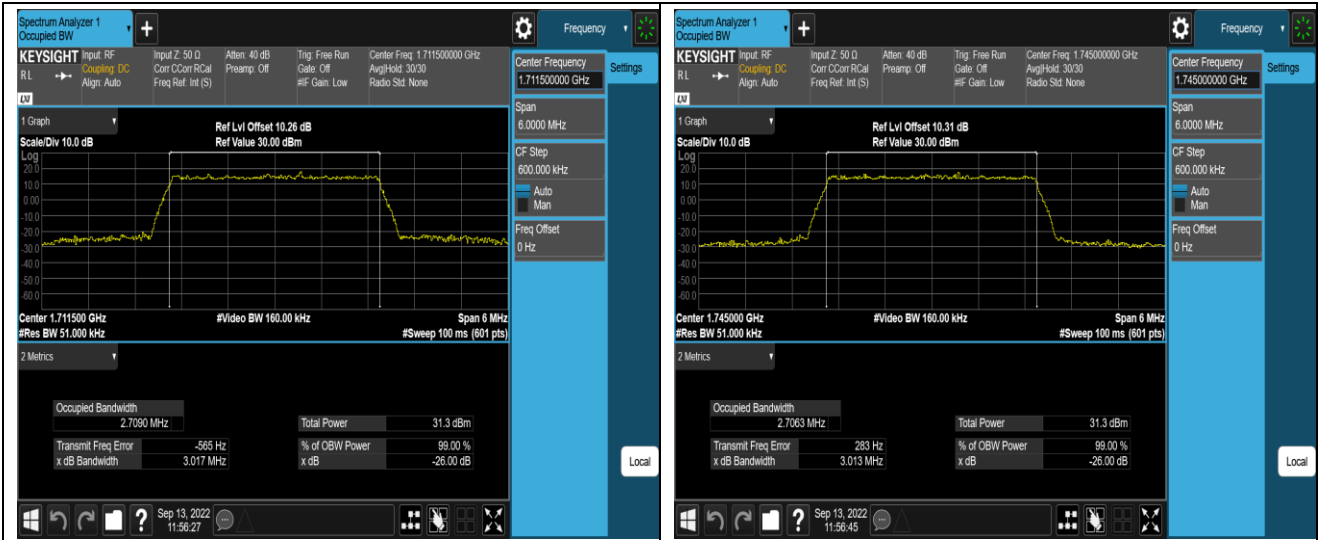 Spectrum Analyzer 1
Occupied BW
Frequency
KEYSIGHT Input: RF Input Z: 50 Ω Atten: 40 dB Trig: Free Run Center Freq: 1.711500000 GHz
RL Coupling: DC Corr CCorr RCal Preamp: Off Gate: Off Avg|Hold: 30/30
Align: Auto Freq Ref: Int (S) #IF Gain: Low Radio Std: None
LXI
Center Frequency
1.711500000 GHz
Settings
Span
6.0000 MHz
CF Step
600.000 kHz
Auto
Man
Freq Offset
0 Hz
Local
1 Graph
Ref Lvl Offset 10.26 dB
Scale/Div 10.0 dB Ref Value 30.00 dBm
Log
20.0
10.0
0.00
-10.0
-20.0
-30.0
-40.0
-50.0
-60.0
Center 1.711500 GHz #Video BW 160.00 kHz Span 6 MHz
#Res BW 51.000 kHz #Sweep 100 ms (601 pts)
2 Metrics
Occupied Bandwidth
2.7090 MHz Total Power 31.3 dBm
Transmit Freq Error -565 Hz % of OBW Power 99.00 %
x dB Bandwidth 3.017 MHz x dB -26.00 dB
Sep 13, 2022
11:56:27
Spectrum Analyzer 1
Occupied BW
Frequency
KEYSIGHT Input: RF Input Z: 50 Ω Atten: 40 dB Trig: Free Run Center Freq: 1.745000000 GHz
RL Coupling: DC Corr CCorr RCal Preamp: Off Gate: Off Avg|Hold: 30/30
Align: Auto Freq Ref: Int (S) #IF Gain: Low Radio Std: None
LXI
Center Frequency
1.745000000 GHz
Settings
Span
6.0000 MHz
CF Step
600.000 kHz
Auto
Man
Freq Offset
0 Hz
Local
1 Graph
Ref Lvl Offset 10.31 dB
Scale/Div 10.0 dB Ref Value 30.00 dBm
Log
20.0
10.0
0.00
-10.0
-20.0
-30.0
-40.0
-50.0
-60.0
Center 1.745000 GHz #Video BW 160.00 kHz Span 6 MHz
#Res BW 51.000 kHz #Sweep 100 ms (601 pts)
2 Metrics
Occupied Bandwidth
2.7063 MHz Total Power 31.3 dBm
Transmit Freq Error 283 Hz % of OBW Power 99.00 %
x dB Bandwidth 3.013 MHz x dB -26.00 dB
Sep 13, 2022
11:56:45